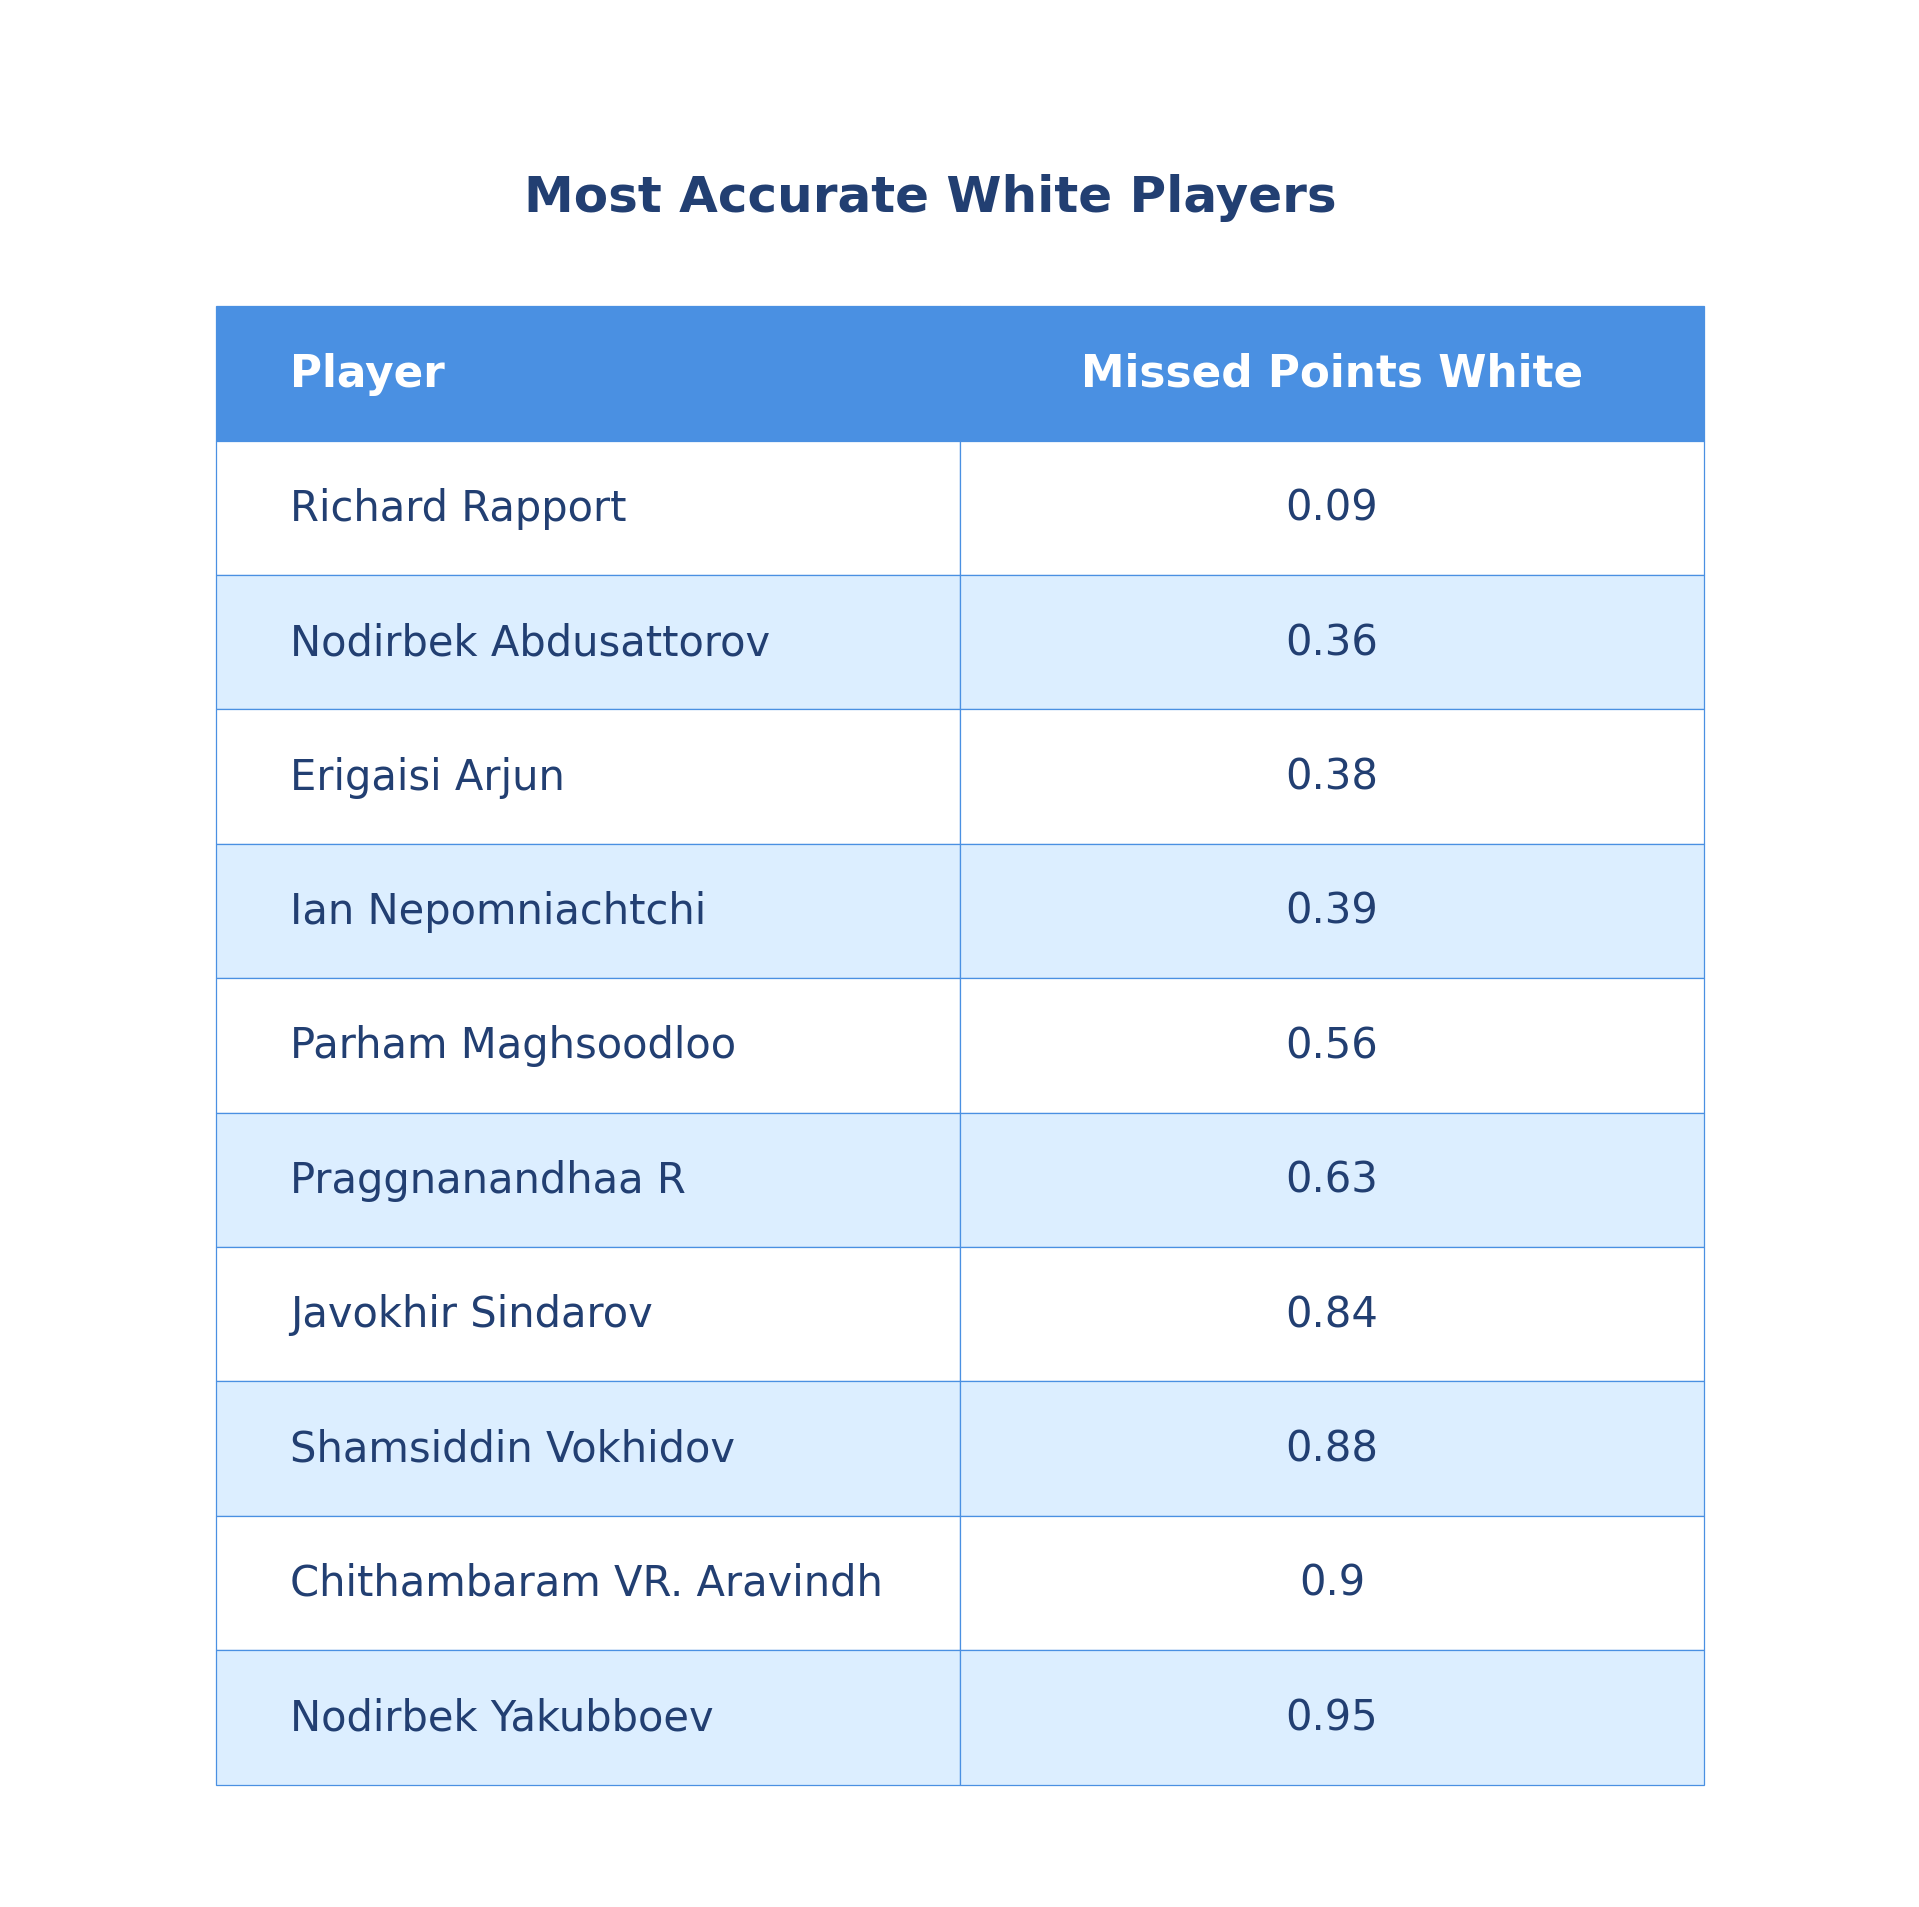 Most Accurate White Players
Player Missed Points White
Richard Rapport 0.09
Nodirbek Abdusattorov 0.36
Erigaisi Arjun 0.38
Ian Nepomniachtchi 0.39
Parham Maghsoodloo 0.56
Praggnanandhaa R 0.63
Javokhir Sindarov 0.84
Shamsiddin Vokhidov 0.88
Chithambaram VR. Aravindh 0.9
Nodirbek Yakubboev 0.95